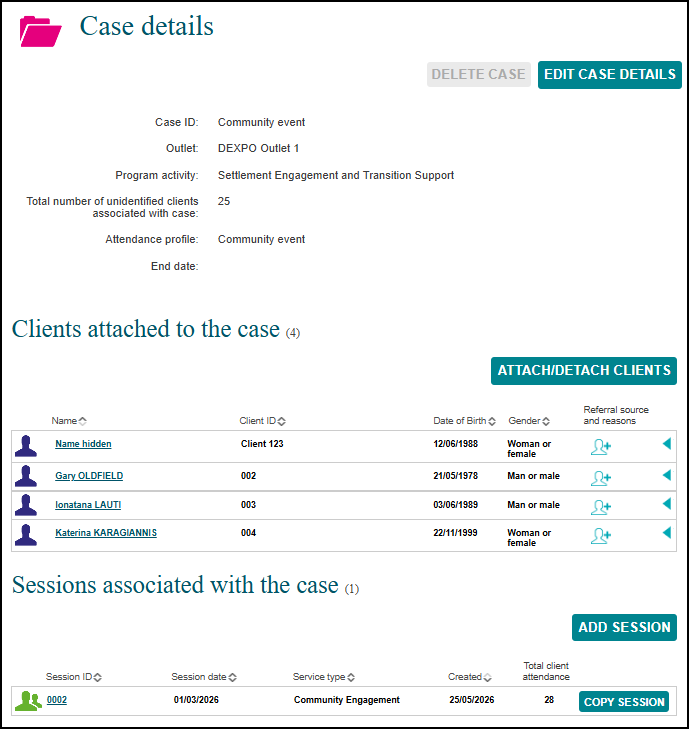 Case details
DELETE CASE
EDIT CASE DETAILS
Case ID: Community event
Outlet: DEXPO Outlet 1
Program activity: Settlement Engagement and Transition Support
Total number of unidentified clients 25
associated with case:
Attendance profile: Community event
End date:
Clients attached to the case (4)
ATTACH/DETACH CLIENTS
Referral source
Name Client ID Date of Birth Gender and reasons
Name hidden Client 123 12/06/1988 Woman or
female
Gary OLDFIELD 002 21/05/1978 Man or male
Ionatana LAUTI 003 03/06/1989 Man or male
Katerina KARAGIANNIS 004 22/11/1999 Woman or
female
Sessions associated with the case (1)
ADD SESSION
Total client
Session ID Session date Service type Created attendance
0002 01/03/2026 Community Engagement 25/05/2026 28 COPY SESSION